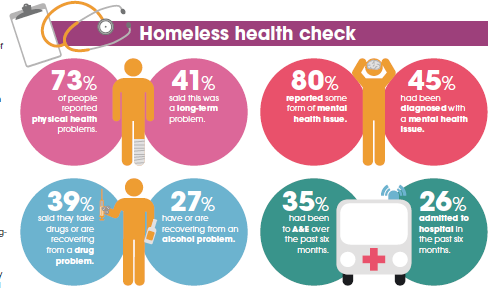 Homeless health check
73%
of people
reported
physical health
problems.
41%
said this was
a long-term
problem.
80%
reported some
form of mental
health issue.
45%
had been
diagnosed with
a mental health
issue.
39%
said they take
drugs or are
recovering
from a drug
problem.
27%
have or are
recovering from an
alcohol problem.
35%
had been
to A&E over
the past six
months.
26%
admitted to
hospital in
the past six
months.